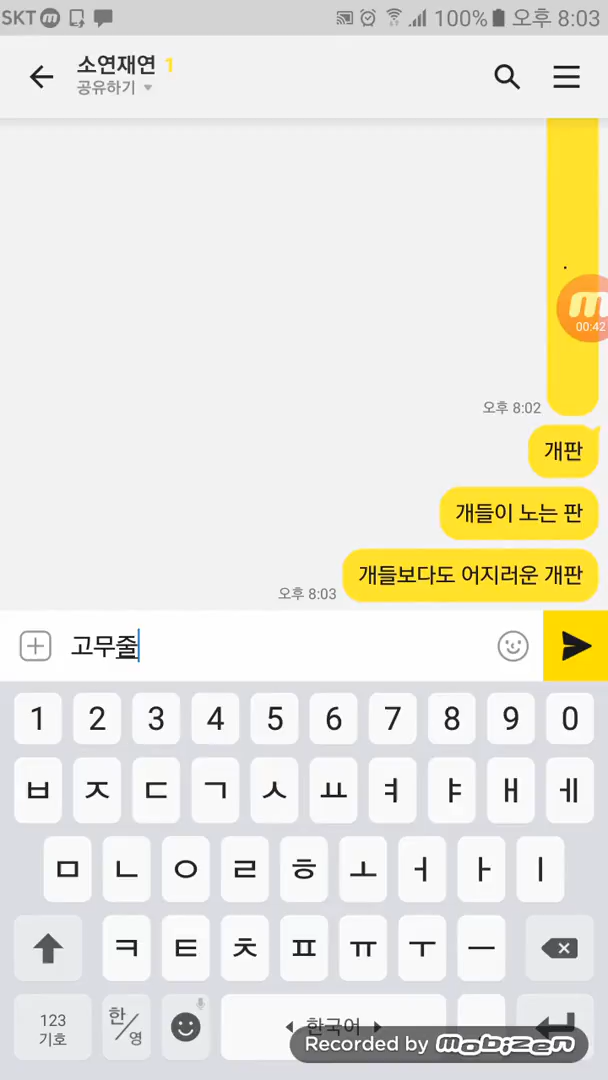 SKT 100% 오후 8:03
소연재연 1
공유하기
.
00:42
오후 8:02
개판
개들이 노는 판
개들보다도 어지러운 개판
오후 8:03
고무줄
1 2 3 4 5 6 7 8 9 0
ㅂ ㅈ ㄷ ㄱ ㅅ ㅛ ㅕ ㅑ ㅐ ㅔ
ㅁ ㄴ ㅇ ㄹ ㅎ ㅗ ㅓ ㅏ ㅣ
ㅋ ㅌ ㅊ ㅍ ㅠ ㅜ ㅡ
123 기호 한/영 한국어
Recorded by mobizen